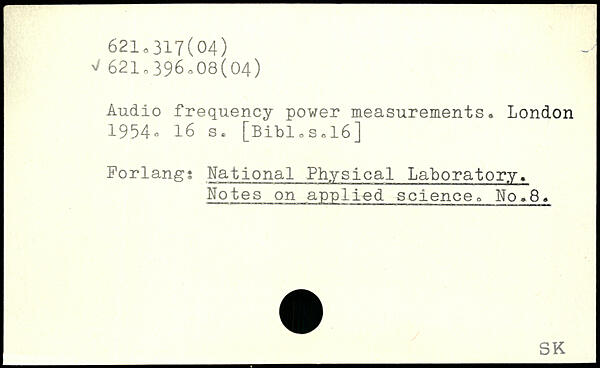 621.317(04)
√ 621.396.08(04)
Audio frequency power measurements. London
1954. 16 s. [Bibl.s.16]
Forlang: National Physical Laboratory.
Notes on applied science. No.8.
SK